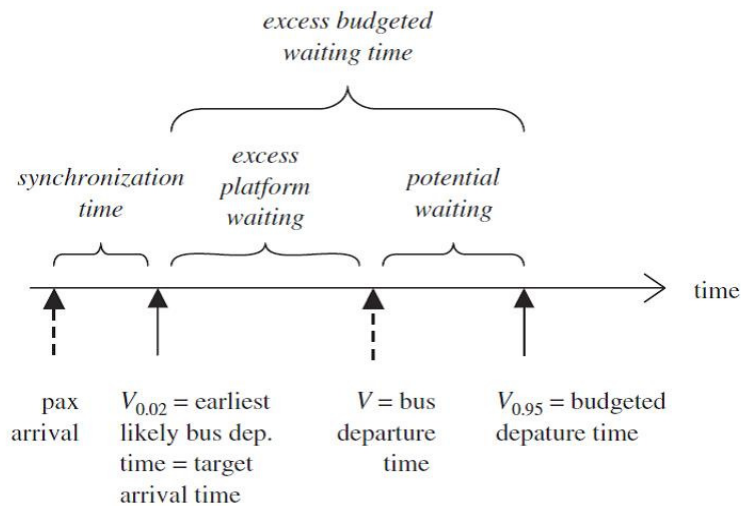 excess budgeted
waiting time
synchronization
time
excess
platform
waiting
potential
waiting
time
pax
arrival
V0.02 = earliest
likely bus dep.
time = target
arrival time
V = bus
departure
time
V0.95 = budgeted
depature time